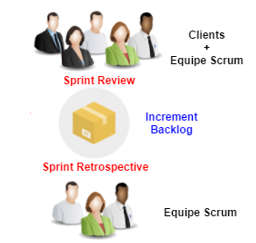 Clients
+
Equipe Scrum
Sprint Review
Increment
Backlog
Sprint Retrospective
Equipe Scrum